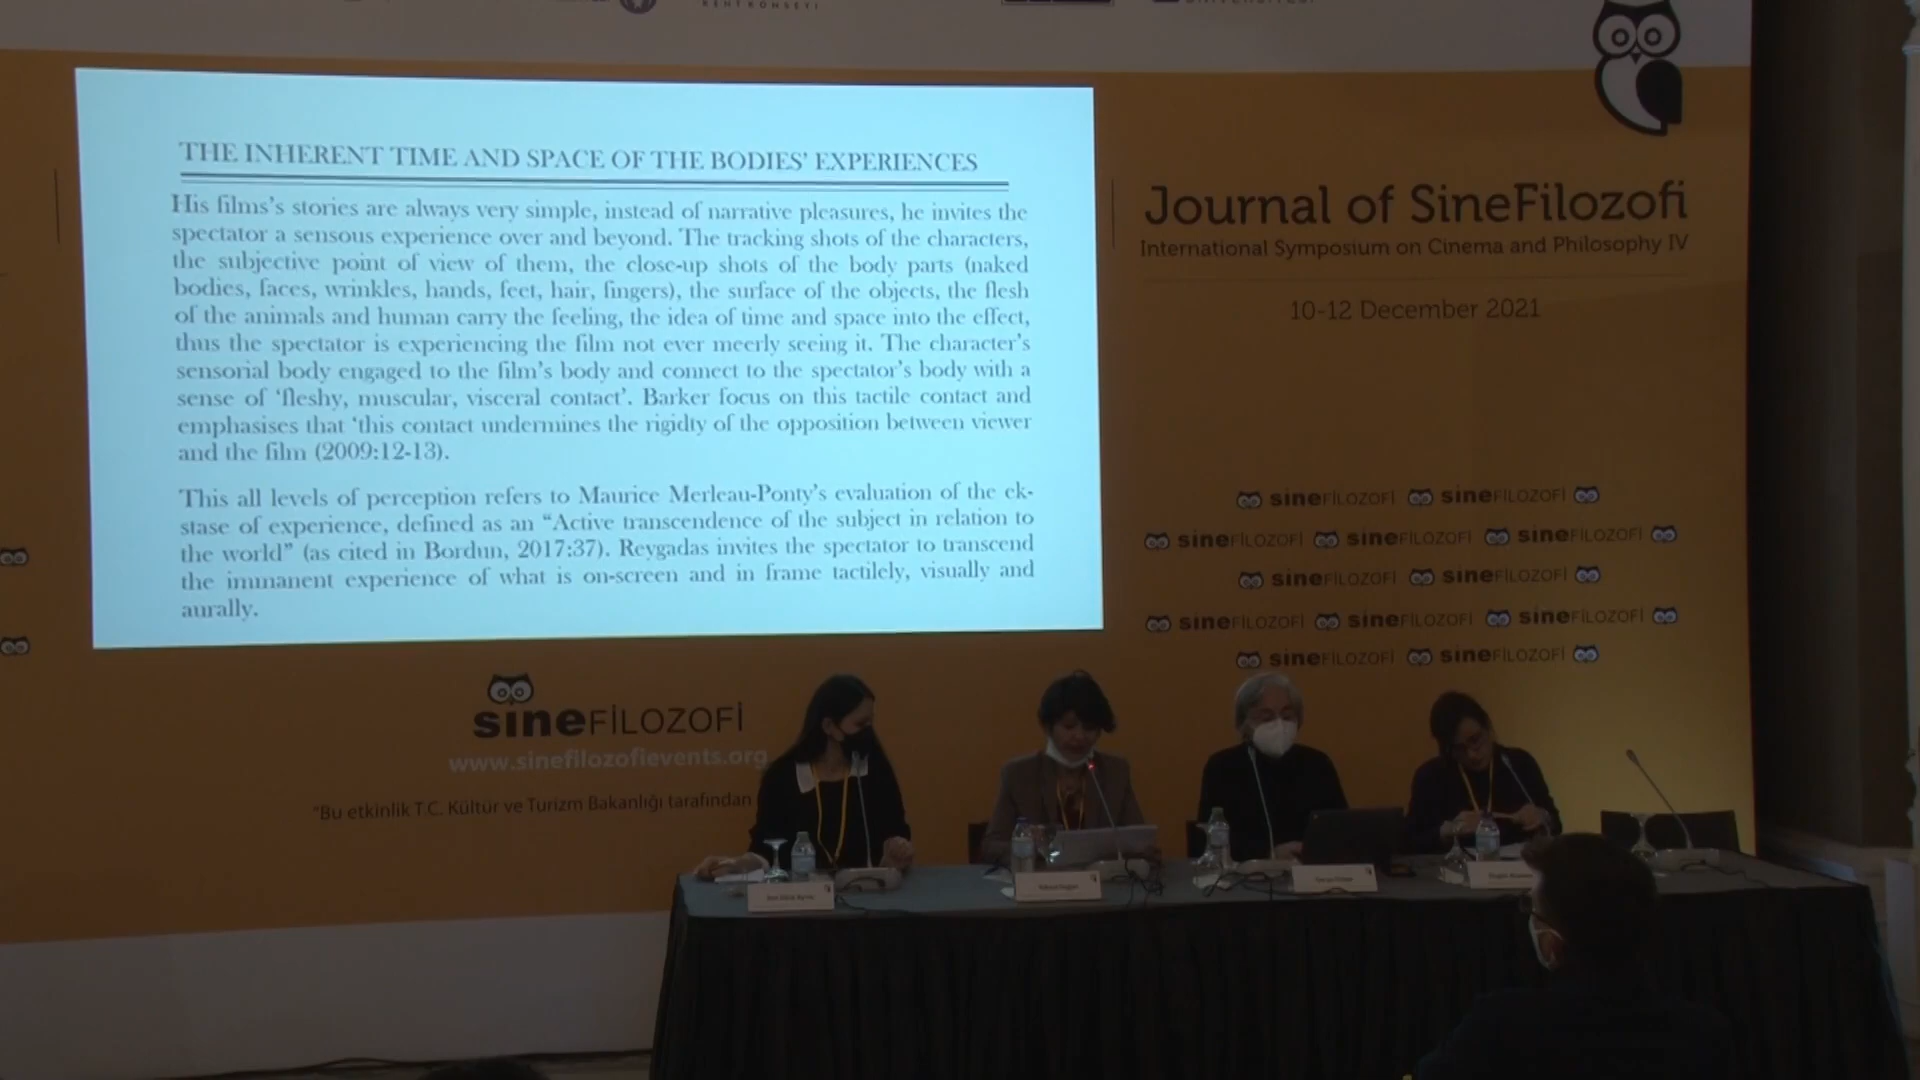 KENT KONSEYİ
THE INHERENT TIME AND SPACE OF THE BODIES' EXPERIENCES
His films's stories are always very simple, instead of narrative pleasures, he invites the
spectator a sensous experience over and beyond. The tracking shots of the characters,
the subjective point of view of them, the close-up shots of the body parts (naked
bodies, faces, wrinkles, hands, feet, hair, fingers), the surface of the objects, the flesh
of the animals and human carry the feeling, the idea of time and space into the effect,
thus the spectator is experiencing the film not ever meerly seeing it. The character's
sensorial body engaged to the film's body and connect to the spectator's body with a
sense of 'fleshy, muscular, visceral contact'. Barker focus on this tactile contact and
emphasises that 'this contact undermines the rigidty of the opposition between viewer
and the film (2009:12-13).
This all levels of perception refers to Maurice Merleau-Ponty's evaluation of the ek-
stase of experience, defined as an “Active transcendence of the subject in relation to
the world” (as cited in Bordun, 2017:37). Reygadas invites the spectator to transcend
the immanent experience of what is on-screen and in frame tactilely, visually and
aurally.
Journal of SineFilozofi
International Symposium on Cinema and Philosophy IV
10-12 December 2021
sineFİLOZOFİ sineFİLOZOFİ
sineFİLOZOFİ sineFİLOZOFİ sineFİLOZOFİ
sineFİLOZOFİ sineFİLOZOFİ
sineFİLOZOFİ sineFİLOZOFİ sineFİLOZOFİ
sineFİLOZOFİ sineFİLOZOFİ
sineFİLOZOFİ
www.sinefilozofievents.org
“Bu etkinlik T.C. Kültür ve Turizm Bakanlığı tarafından